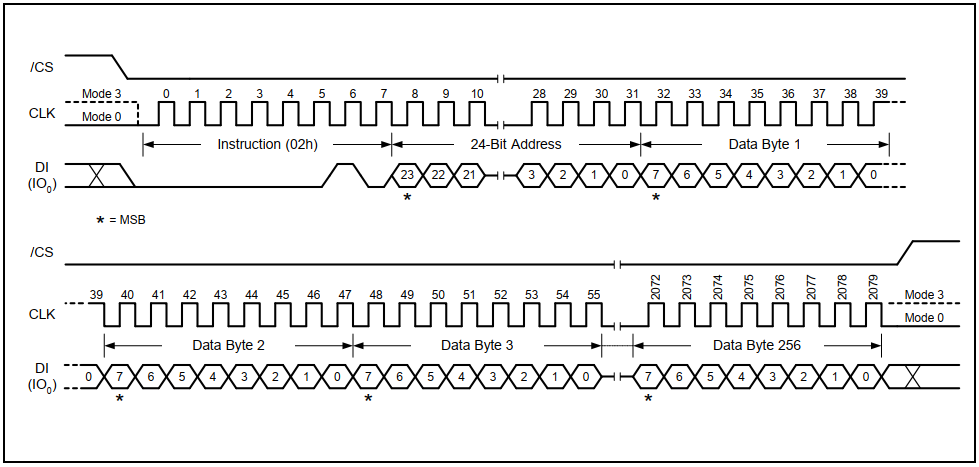 /CS
Mode 3 0 1 2 3 4 5 6 7 8 9 10 28 29 30 31 32 33 34 35 36 37 38 39
CLK Mode 0
Instruction (02h) 24-Bit Address Data Byte 1
DI
(IO0) 23 22 21 3 2 1 0 7 6 5 4 3 2 1 0
* *
* = MSB
/CS
39 40 41 42 43 44 45 46 47 48 49 50 51 52 53 54 55 2072 2073 2074 2075 2076 2077 2078 2079 Mode 3
CLK Mode 0
Data Byte 2 Data Byte 3 Data Byte 256
DI
(IO0) 0 7 6 5 4 3 2 1 0 7 6 5 4 3 2 1 0 7 6 5 4 3 2 1 0
* * *